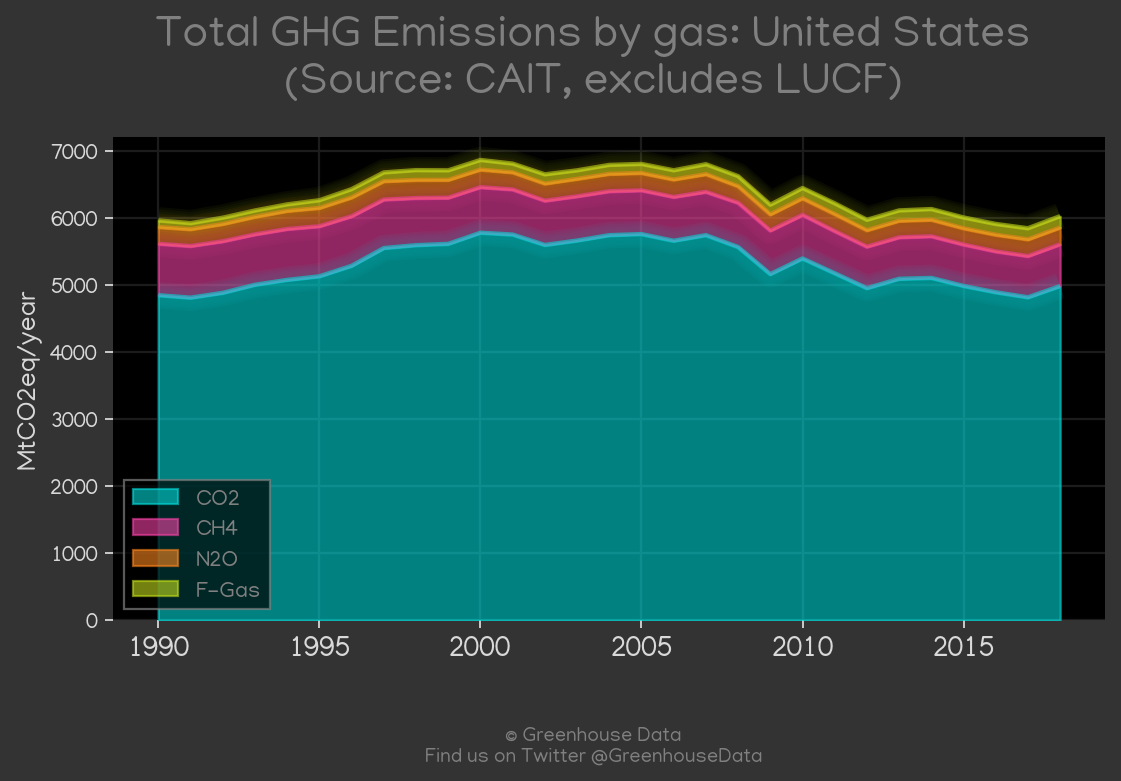 Total GHG Emissions by gas: United States
(Source: CAIT, excludes LUCF)
MtCO2eq/year
7000
6000
5000
4000
3000
2000
1000
0
CO2
CH4
N2O
F-Gas
1990
1995
2000
2005
2010
2015
© Greenhouse Data
Find us on Twitter @GreenhouseData